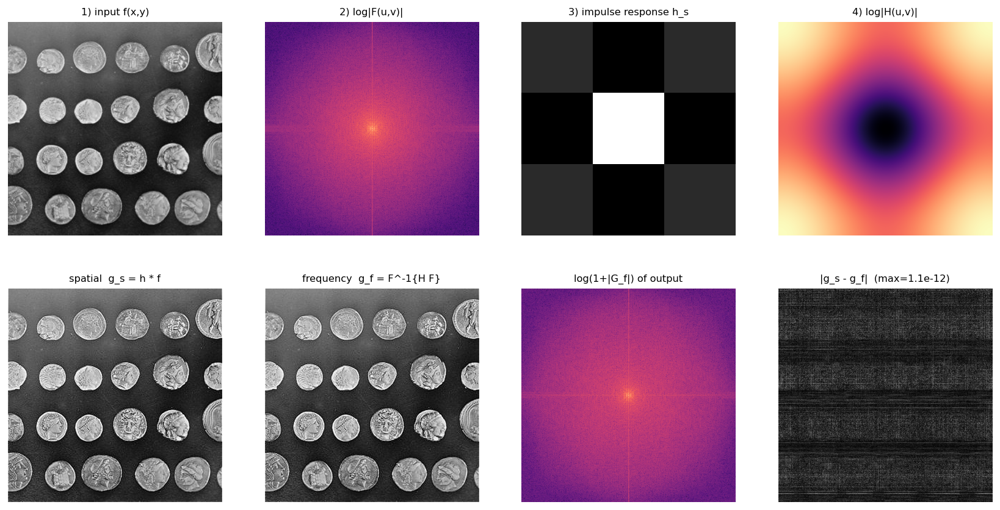 1) input f(x,y)
2) log|F(u,v)|
3) impulse response h_s
4) log|H(u,v)|
spatial  g_s = h * f
frequency  g_f = F^-1{H F}
log(1+|G_f|) of output
|g_s - g_f|  (max=1.1e-12)